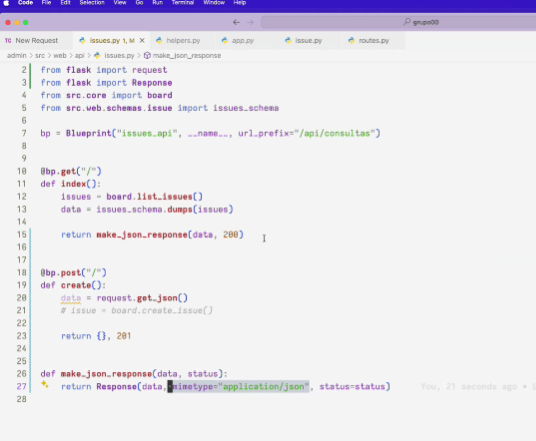 Code File Edit Selection View Go Run Terminal Window Help
grupo00
TC New Request issues.py 1, M × helpers.py app.py issue.py routes.py
admin > src > web > api > issues.py > make_json_response
2 from flask import request
3 from flask import Response
4 from src.core import board
5 from src.web.schemas.issue import issues_schema
6
7 bp = Blueprint("issues_api", __name__, url_prefix="/api/consultas")
8
9
10 @bp.get("/")
11 def index():
12 issues = board.list_issues()
13 data = issues_schema.dumps(issues)
14
15 return make_json_response(data, 200)
16
17
18 @bp.post("/")
19 def create():
20 data = request.get_json()
21 # issue = board.create_issue()
22
23 return {}, 201
24
25
26 def make_json_response(data, status):
27 return Response(data, mimetype="application/json", status=status) You, 21 seconds ago •
28